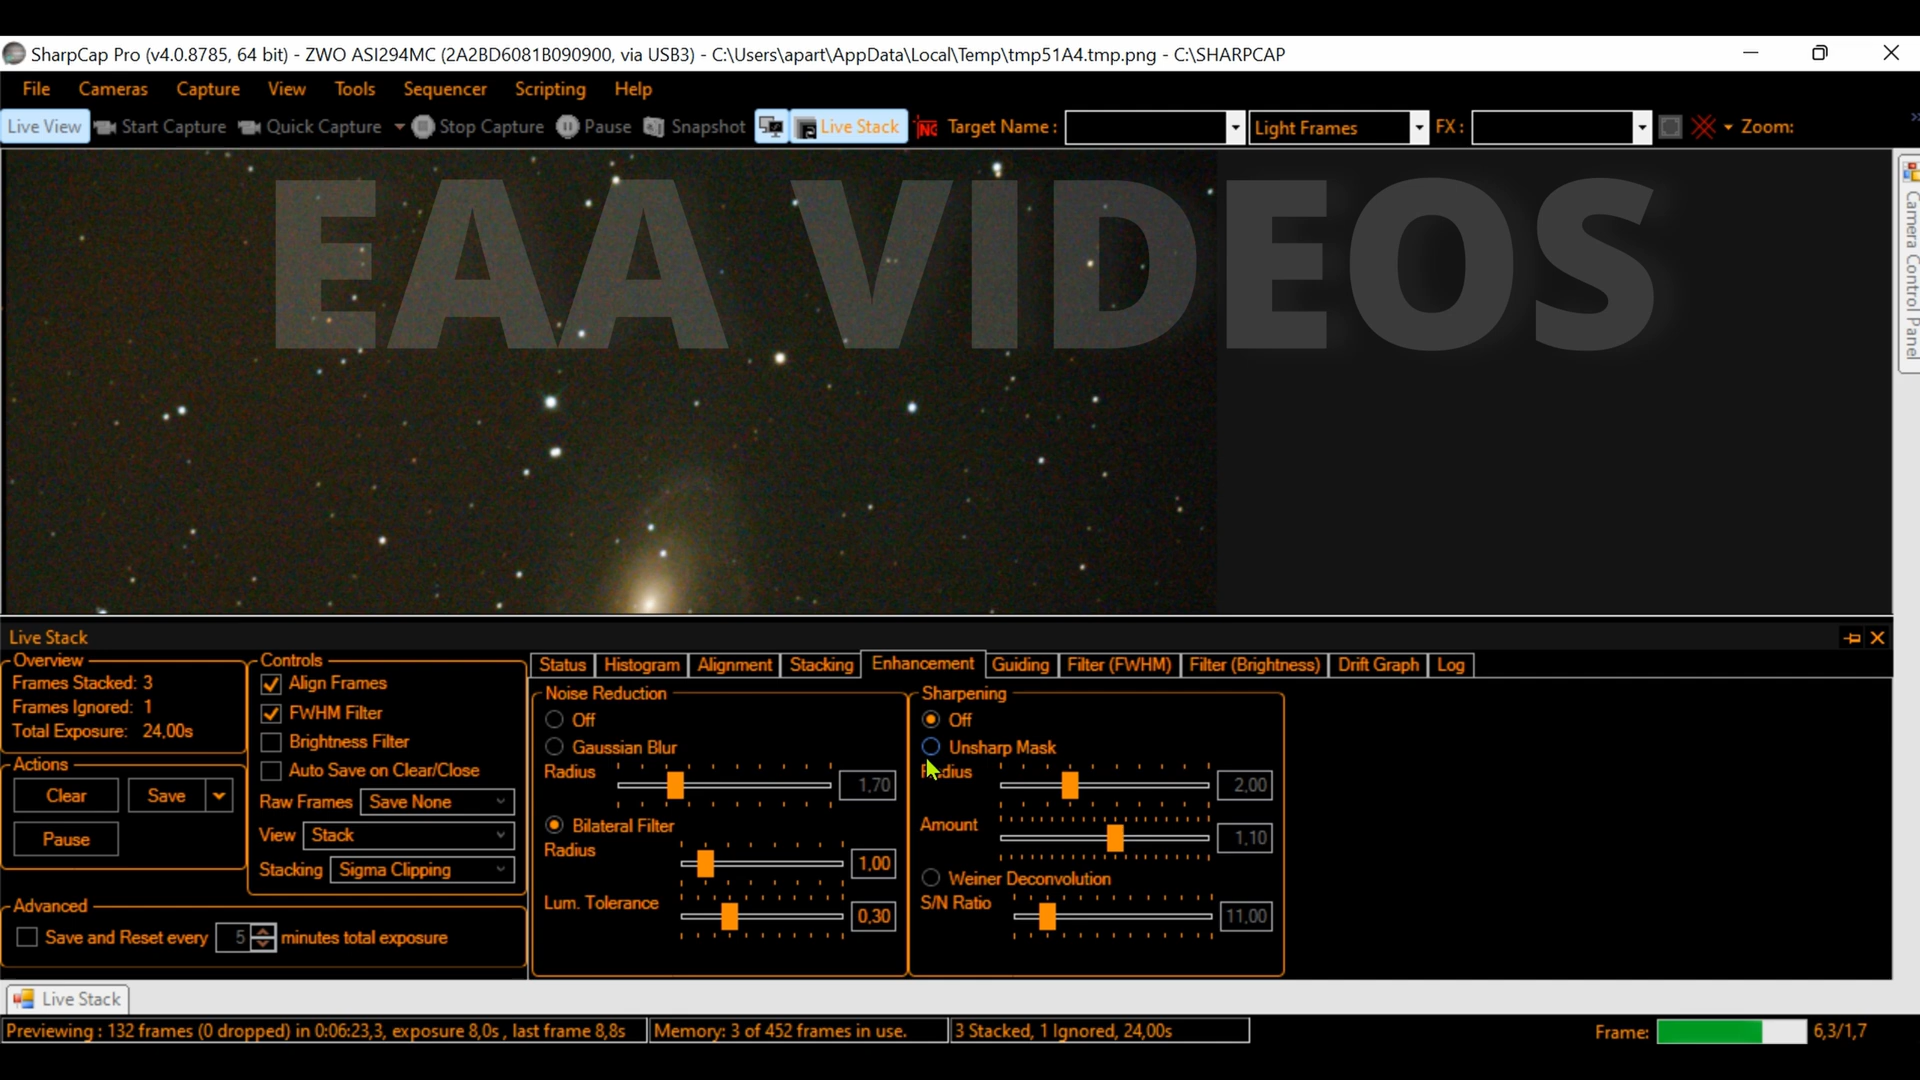 SharpCap Pro (v4.0.8785, 64 bit) - ZWO ASI294MC (2A2BD6081B090900, via USB3) - C:\Users\apart\AppData\Local\Temp\tmp51A4.tmp.png - C:\SHARPCAP
File Cameras Capture View Tools Sequencer Scripting Help
Live View Start Capture Quick Capture Stop Capture Pause Snapshot Live Stack NC Target Name : Light Frames FX : Zoom:
EAA VIDEOS
Camera Control Panel
Live Stack
Overview
Frames Stacked: 3
Frames Ignored: 1
Total Exposure: 24,00s
Actions
Clear Save
Pause
Controls
Align Frames
FWHM Filter
Brightness Filter
Auto Save on Clear/Close
Raw Frames Save None
View Stack
Stacking Sigma Clipping
Advanced
Save and Reset every 5 minutes total exposure
Status Histogram Alignment Stacking Enhancement Guiding Filter (FWHM) Filter (Brightness) Drift Graph Log
Noise Reduction
Off
Gaussian Blur
Radius 1,70
Bilateral Filter
Radius 1,00
Lum. Tolerance 0,30
Sharpening
Off
Unsharp Mask
Radius 2,00
Amount 1,10
Weiner Deconvolution
S/N Ratio 11,00
Live Stack
Previewing : 132 frames (0 dropped) in 0:06:23,3, exposure 8,0s , last frame 8,8s Memory: 3 of 452 frames in use. 3 Stacked, 1 Ignored, 24,00s Frame: 6,3/1,7